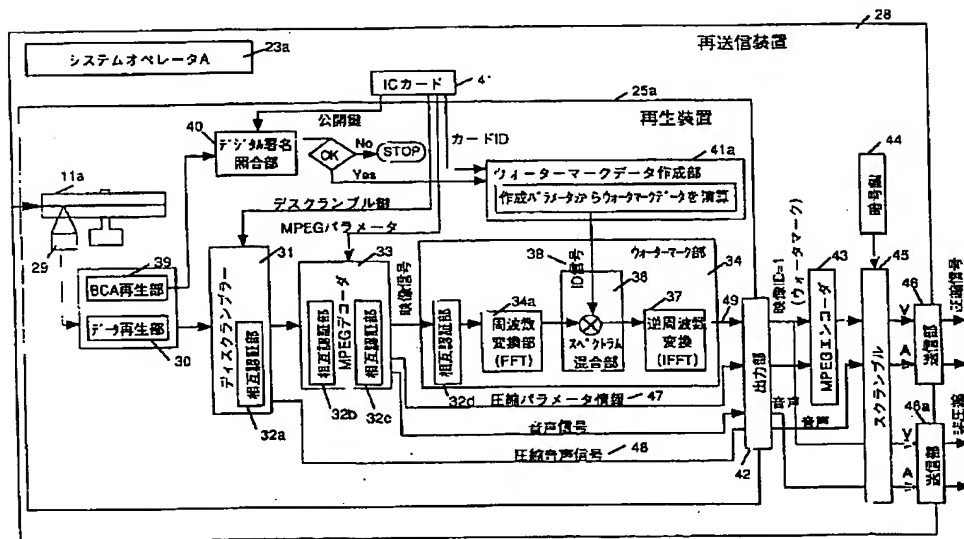 28
再送信装置
23a
システムオペレータA
ICカード
4
25a
再生装置
公開鍵
40
デジタル署名
照合部
OK
No
STOP
Yes
カードID
41a
ウィーターマークデータ作成部
作成パラメータからウォータマークデータを演算
44
暗号鍵
11a
29
デスクランブル鍵
MPEGパラメータ
39
BCA再生部
データ再生部
30
31
ディスクランブラー
相互認証部
32a
33
MPEGデコーダ
相互認証部
相互認証部
32b
32c
映像信号
ウォーターマーク部
34
相互認証部
32d
34a
周波数
変換部
(FFT)
38
ID信号
36
スペクトラム
混合部
37
逆周波数
変換
(IFFT)
49
出力部
42
映像ID=1
(ウォータマーク)
43
MPEGエンコーダ
45
スクランブル
V
A
46
送信部
圧縮信号
46a
V
A
送信部
非圧縮
圧縮パラメータ情報
47
音声信号
圧縮音声信号
48
音声
音声